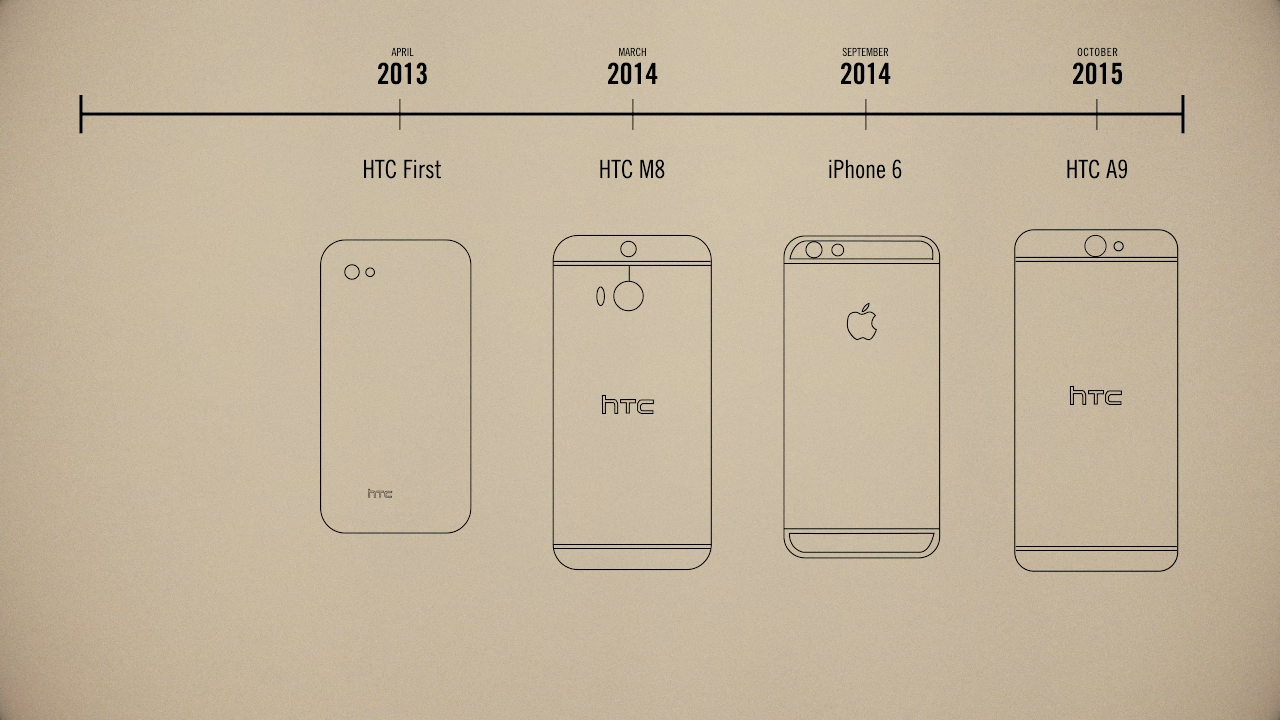 APRIL
2013
MARCH
2014
SEPTEMBER
2014
OCTOBER
2015
HTC First
HTC M8
iPhone 6
HTC A9
htc
htc
htc